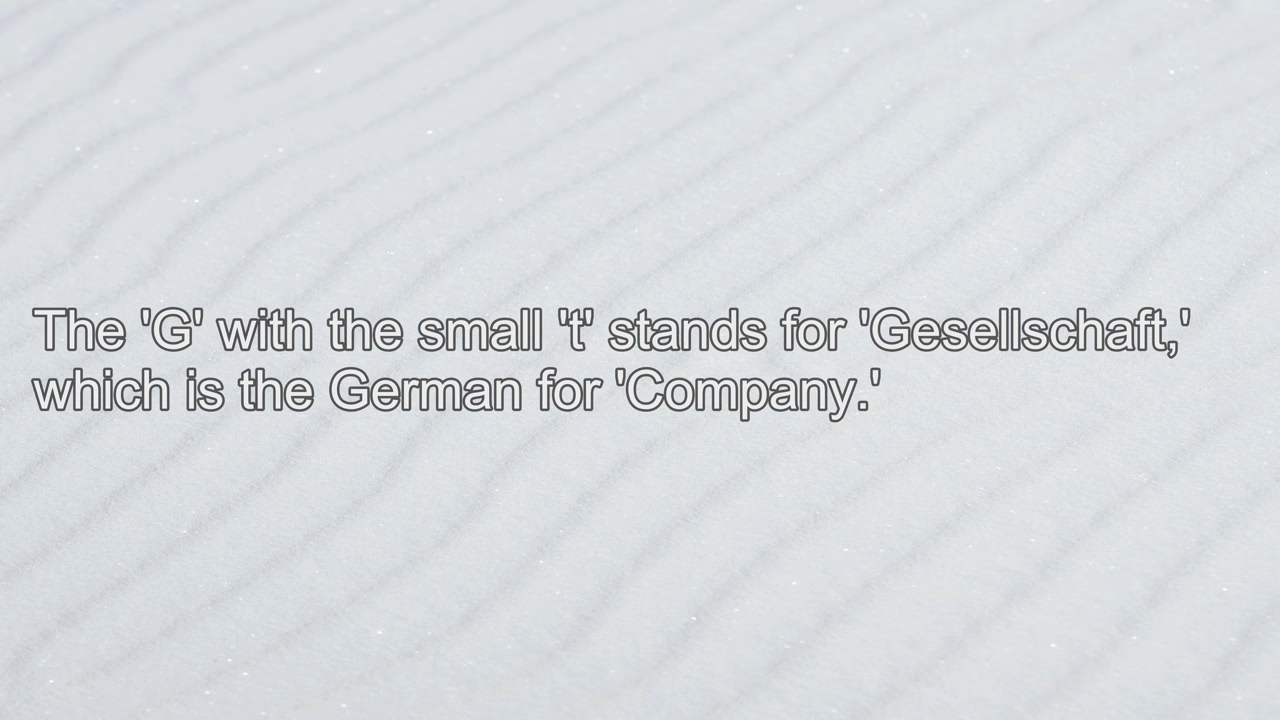 The 'G' with the small 't' stands for 'Gesellschaft,'
which is the German for 'Company.'